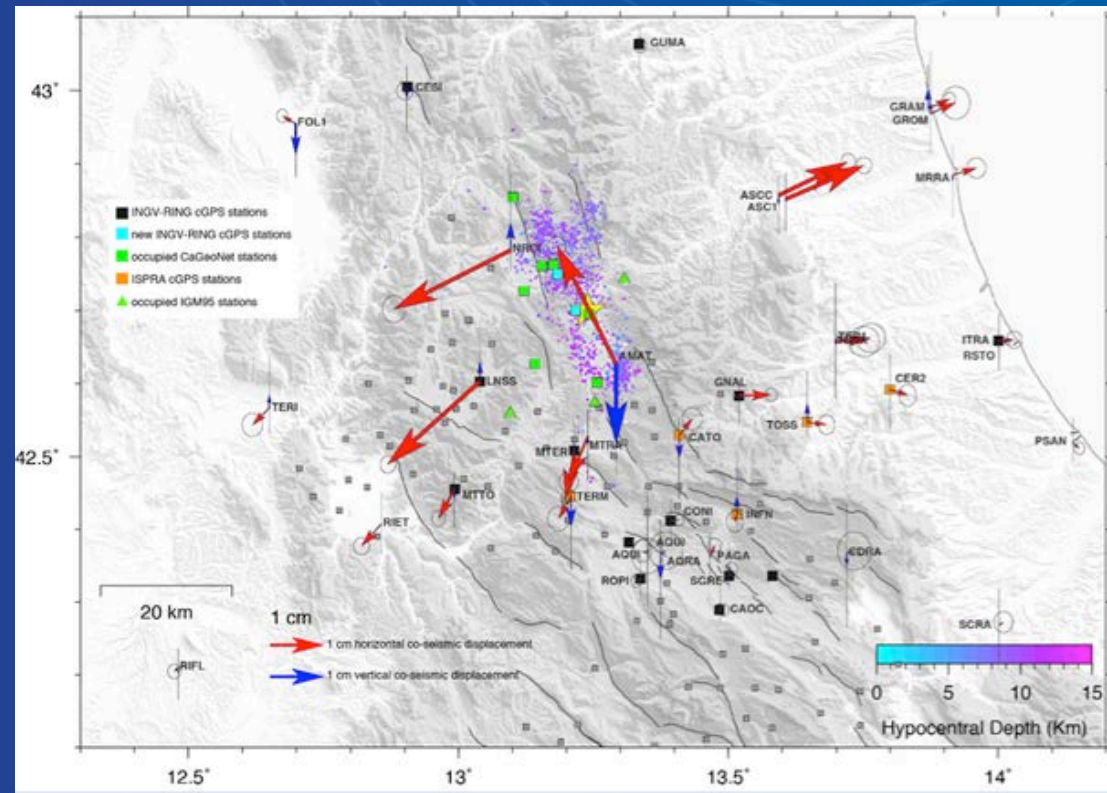 GUMA
43°
CESI
FOL1
GRAM
GROM
MRRA
ASCC
ASC1
INGV-RING cGPS stations
new INGV-RING cGPS stations
occupied CaGeoNet stations
ISPRA cGPS stations
occupied IGM95 stations
ITRA
RSTO
AMAT
LNSS
GNAL
CER2
TERI
TOSS
CATO
PSAN
42.5°
MTER
MTRA
MTTO
TERM
INFN
CONI
RIET
AQUI
AQUI
CDRA
AQRA
PAGA
ROPI
SGRE
CAOC
20 km
1 cm
SCRA
1 cm horizontal co-seismic displacement
RIFL
1 cm vertical co-seismic displacement
0 5 10 15
Hypocentral Depth (Km)
12.5° 13° 13.5° 14°